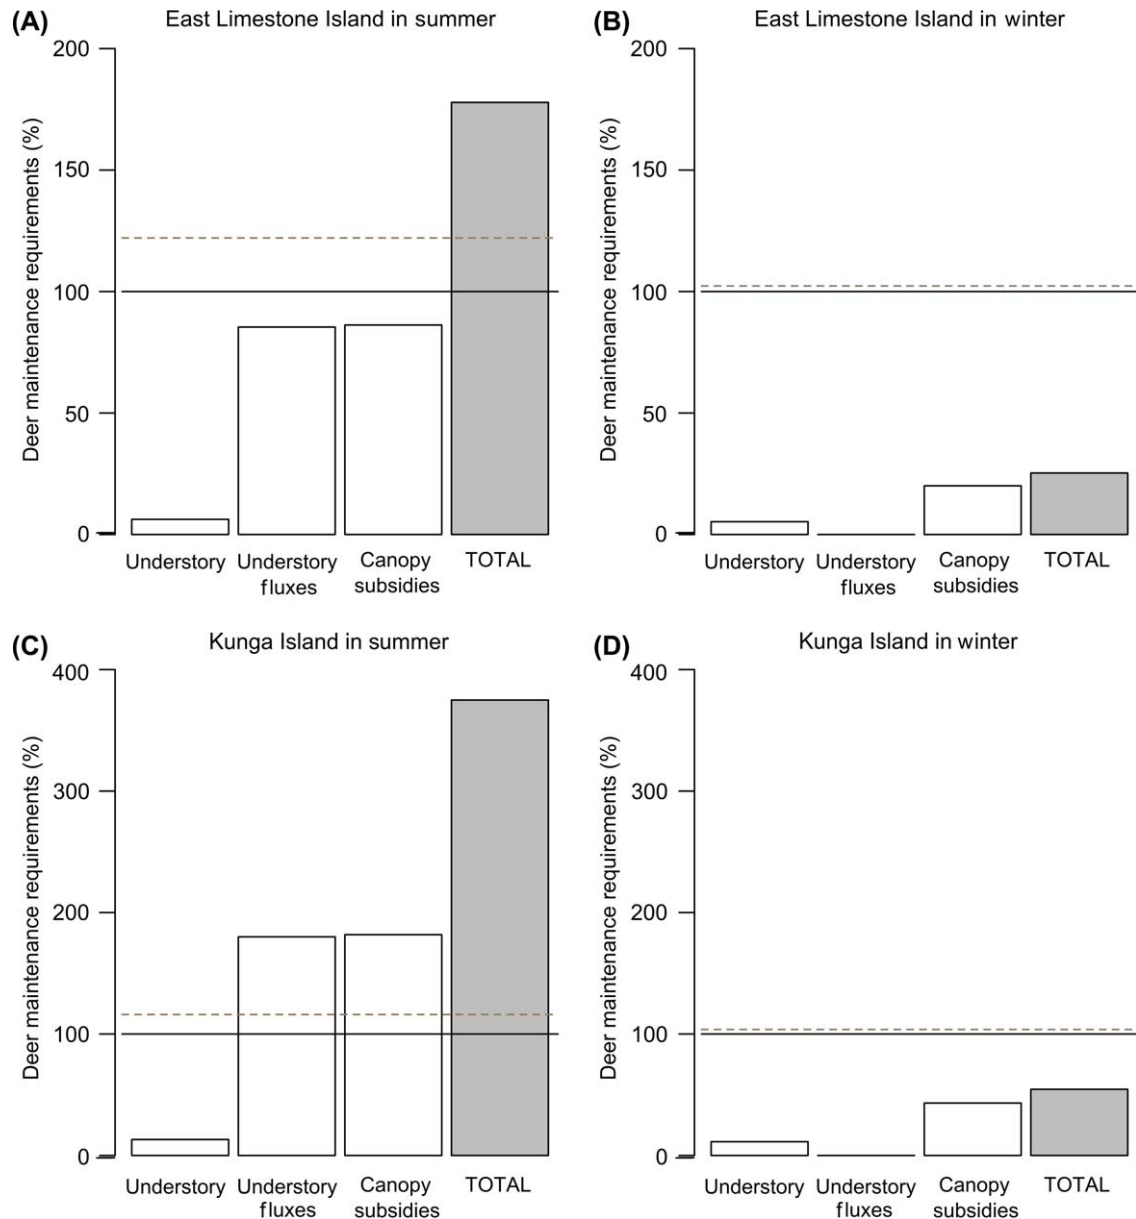 (A)
East Limestone Island in summer
Deer maintenance requirements (%)
200
150
100
50
0
Understory
Understory
fluxes
Canopy
subsidies
TOTAL
(B)
East Limestone Island in winter
Deer maintenance requirements (%)
200
150
100
50
0
Understory
Understory
fluxes
Canopy
subsidies
TOTAL
(C)
Kunga Island in summer
Deer maintenance requirements (%)
400
300
200
100
0
Understory
Understory
fluxes
Canopy
subsidies
TOTAL
(D)
Kunga Island in winter
Deer maintenance requirements (%)
400
300
200
100
0
Understory
Understory
fluxes
Canopy
subsidies
TOTAL